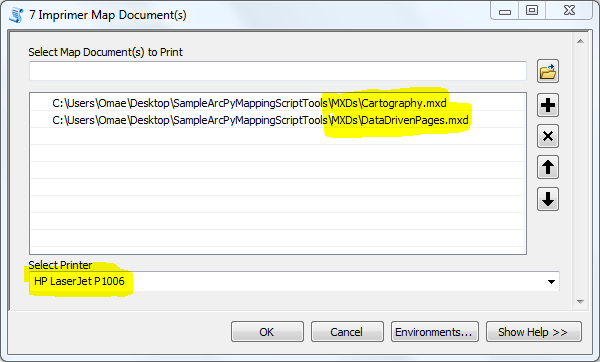 7 Imprimer Map Document(s)
Select Map Document(s) to Print
C:\Users\Omae\Desktop\SampleArcPyMappingScriptTools\MXDs\Cartography.mxd
C:\Users\Omae\Desktop\SampleArcPyMappingScriptTools\MXDs\DataDrivenPages.mxd
Select Printer
HP LaserJet P1006
OK Cancel Environments... Show Help >>